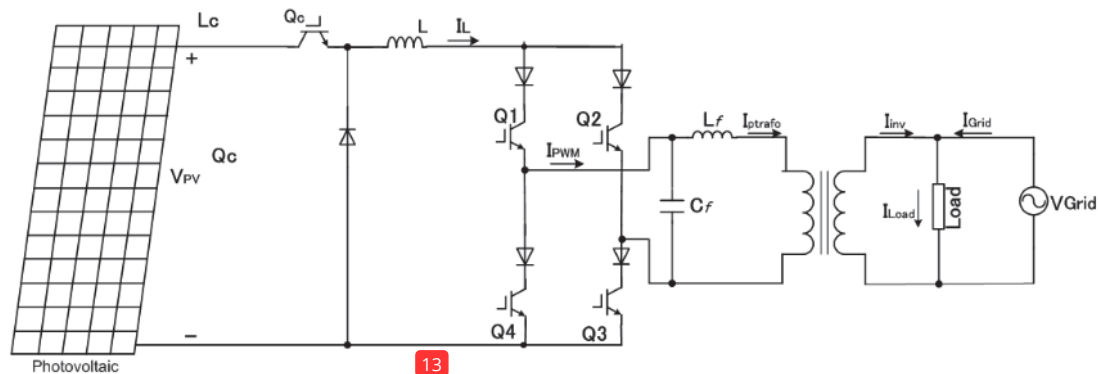 Lc
Qc
L
IL
+
Q1
Q2
Lf
Iptrafo
Iinv
IGrid
Qc
VPV
IPWM
Cf
ILoad
Load
VGrid
−
Q4
Q3
Photovoltaic
13